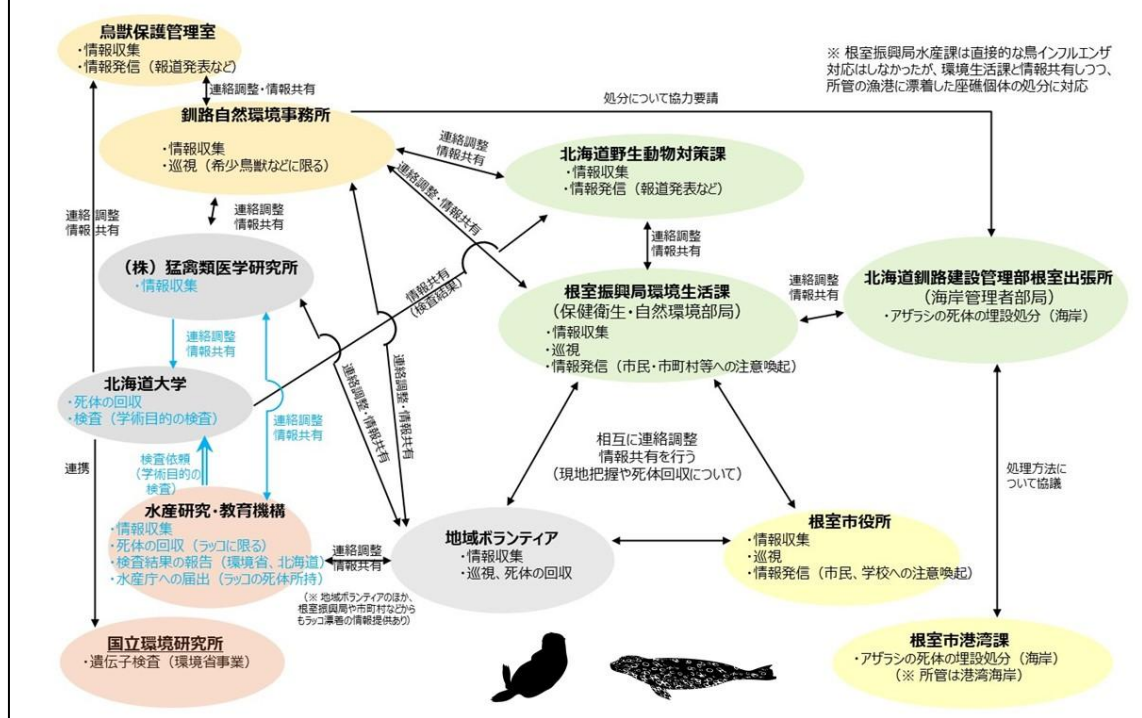 鳥獣保護管理室
・情報収集
・情報発信（報道発表など）
連絡調整・情報共有
※ 根室振興局水産課は直接的な鳥インフルエンザ
対応はしなかったが、環境生活課と情報共有しつつ、
所管の漁港に漂着した座礁個体の処分に対応
処分について協力要請
釧路自然環境事務所
・情報収集
・巡視（希少鳥獣などに限る）
連絡調整
情報共有
北海道野生動物対策課
・情報収集
・情報発信（報道発表など）
連絡調整・情報共有
連絡調整
情報共有
連絡調整
情報共有
連絡調整
情報共有
（株）猛禽類医学研究所
・情報収集
情報共有
（検査結果）
根室振興局環境生活課
（保健衛生・自然環境部局）
・情報収集
・巡視
・情報発信（市民・市町村等への注意喚起）
連絡調整
情報共有
北海道釧路建設管理部根室出張所
（海岸管理者部局）
・アザラシの死体の埋設処分（海岸）
連絡調整
情報共有
北海道大学
・死体の回収
・検査（学術目的の検査）
連絡調整
情報共有
連絡調整・情報共有
連絡調整・情報共有
連携
検査依頼
（学術目的の
検査）
相互に連絡調整
情報共有を行う
（現地把握や死体回収について）
処理方法に
ついて協議
水産研究・教育機構
・情報収集
・死体の回収（ラッコに限る）
・検査結果の報告（環境省、北海道）
・水産庁への届出（ラッコの死体所持）
連絡調整
情報共有
（※ 地域ボランティアのほか、
根室振興局や市町村などから
もラッコ漂着の情報提供あり）
地域ボランティア
・情報収集
・巡視、死体の回収
根室市役所
・情報収集
・巡視
・情報発信（市民、学校への注意喚起）
国立環境研究所
・遺伝子検査（環境省事業）
根室市港湾課
・アザラシの死体の埋設処分（海岸）
（※ 所管は港湾海岸）